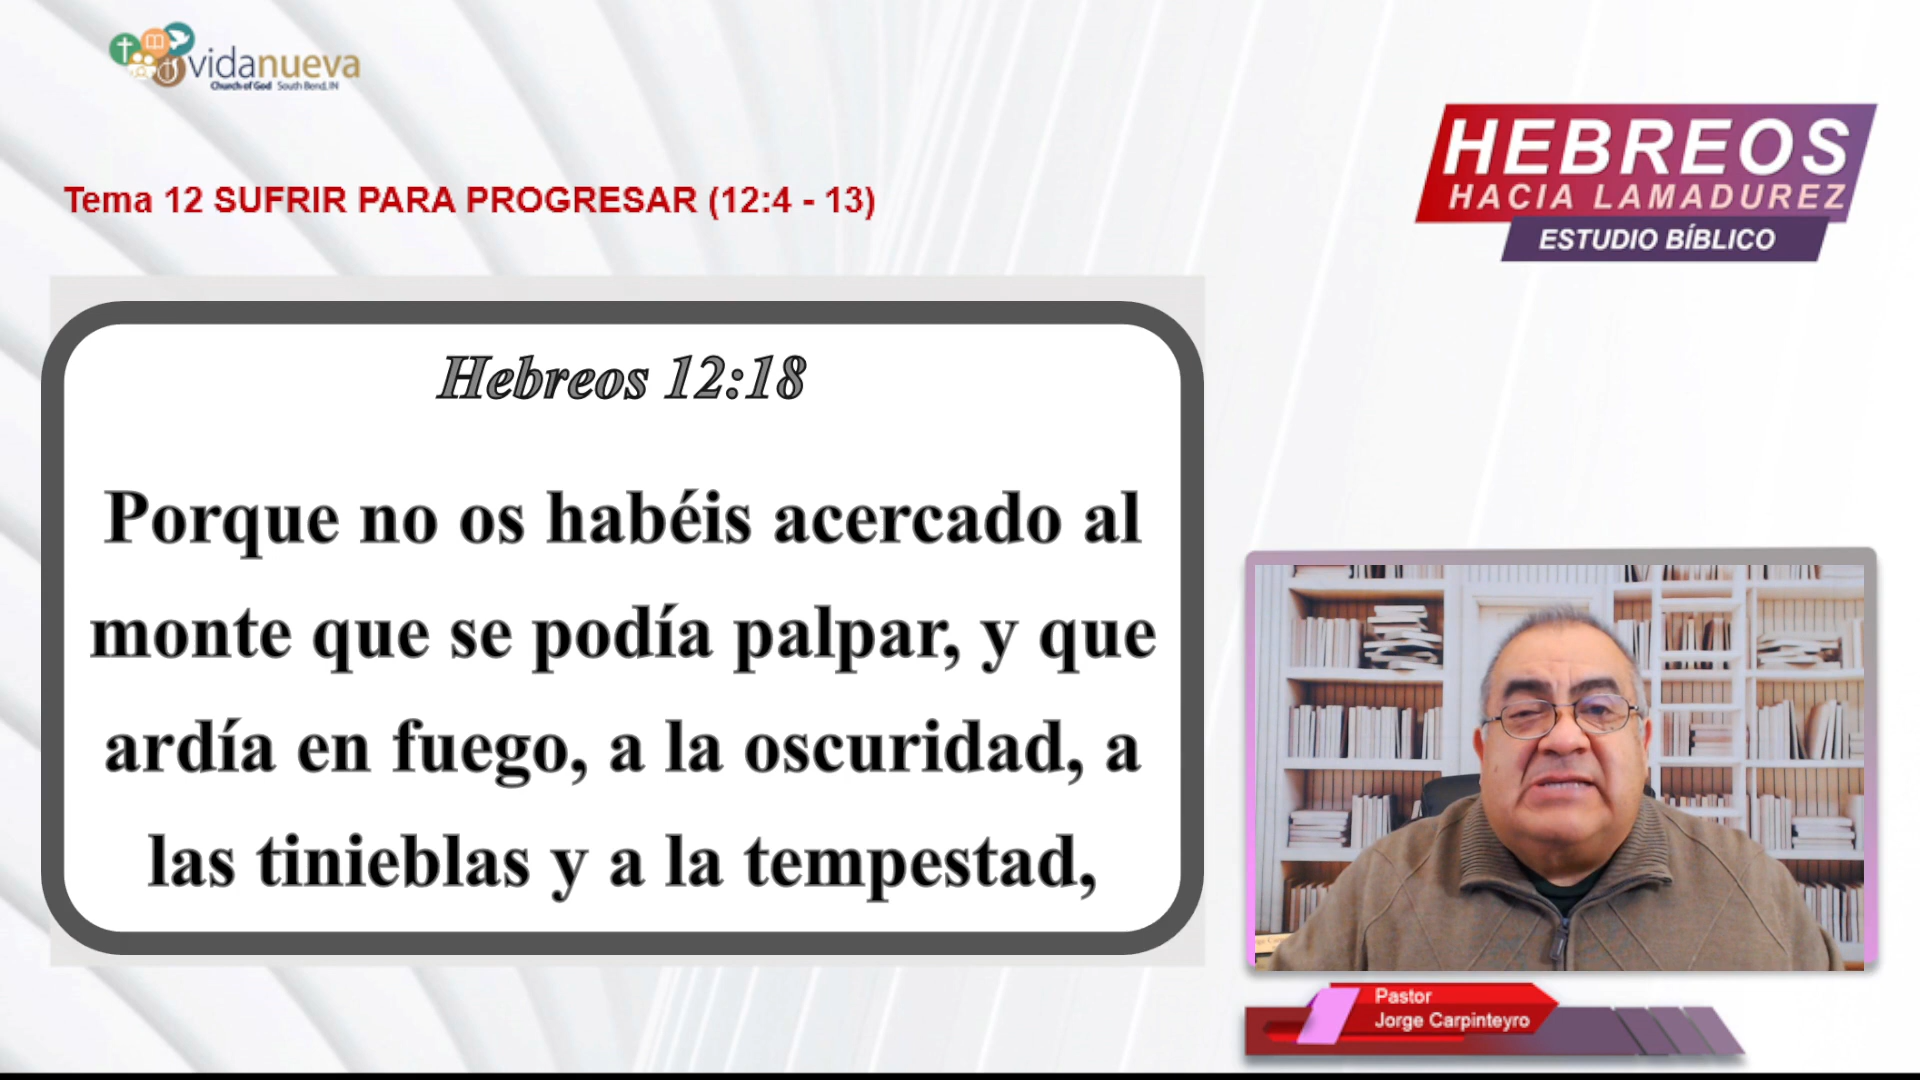 vidanueva
Church of God South Bend, IN
HEBREOS
HACIA LAMADUREZ
ESTUDIO BÍBLICO
Tema 12 SUFRIR PARA PROGRESAR (12:4 - 13)
Hebreos 12:18
Porque no os habéis acercado al
monte que se podía palpar, y que
ardía en fuego, a la oscuridad, a
las tinieblas y a la tempestad,
Pastor
Jorge Carpinteyro